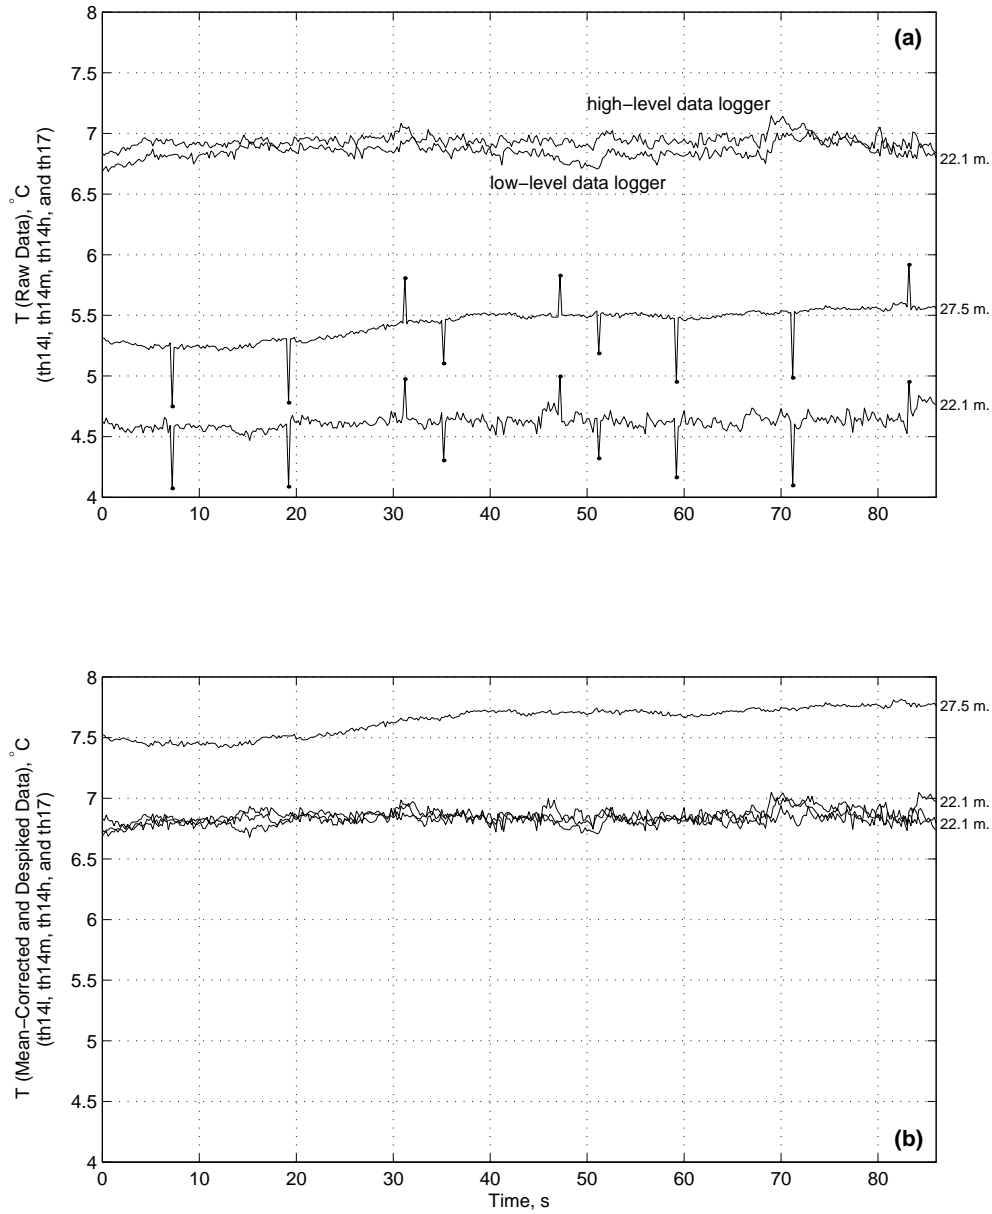 (a)
8
7.5
7
6.5
6
5.5
5
4.5
4
T (Raw Data), °C
(th14l, th14m, th14h, and th17)
high−level data logger
low−level data logger
22.1 m.
27.5 m.
22.1 m.
0 10 20 30 40 50 60 70 80
8
7.5
7
6.5
6
5.5
5
4.5
4
T (Mean−Corrected and Despiked Data), °C
(th14l, th14m, th14h, and th17)
27.5 m.
22.1 m.
22.1 m.
(b)
0 10 20 30 40 50 60 70 80
Time, s